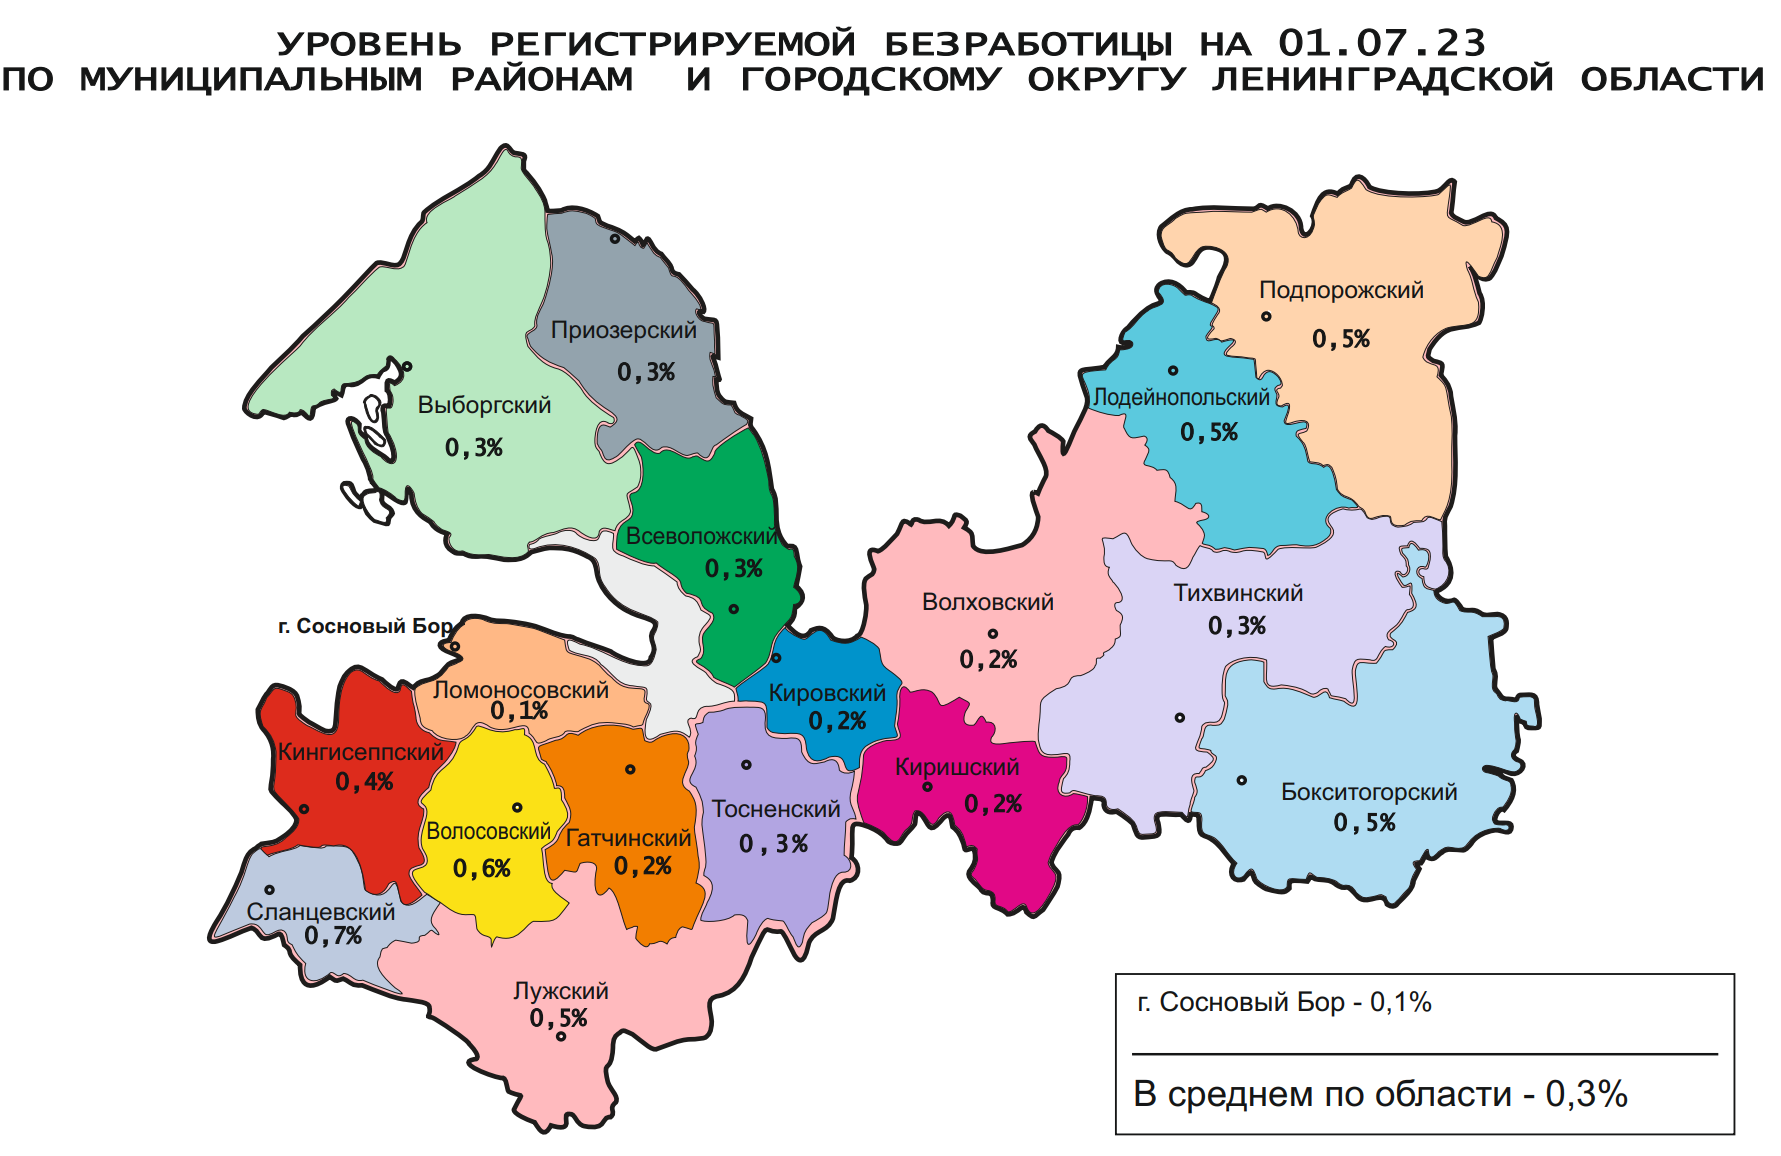 УРОВЕНЬ РЕГИСТРИРУЕМОЙ БЕЗРАБОТИЦЫ НА 01.07.23
ПО МУНИЦИПАЛЬНЫМ РАЙОНАМ И ГОРОДСКОМУ ОКРУГУ ЛЕНИНГРАДСКОЙ ОБЛАСТИ
Подпорожский
0,5%
Приозерский
0,3%
Лодейнопольский
0,5%
Выборгский
0,3%
Всеволожский
0,3%
Волховский
0,2%
Тихвинский
0,3%
г. Сосновый Бор
Ломоносовский
0,1%
Кировский
0,2%
Кингисеппский
0,4%
Киришский
0,2%
Бокситогорский
0,5%
Волосовский
0,6%
Гатчинский
0,2%
Тосненский
0,3%
Сланцевский
0,7%
Лужский
0,5%
г. Сосновый Бор - 0,1%
В среднем по области - 0,3%